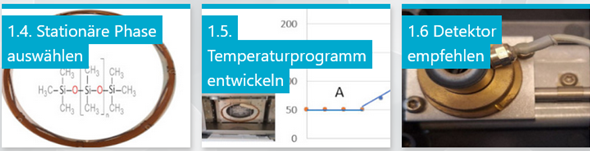 1.4. Stationäre Phase
auswählen
CH₃ CH₃ CH₃
H₃C-Si-O-Si-O-Si-CH₃
CH₃ CH₃ CH₃
n
1.5.
Temperaturprogramm
entwickeln
200
50
0
A
1.6 Detektor
empfehlen